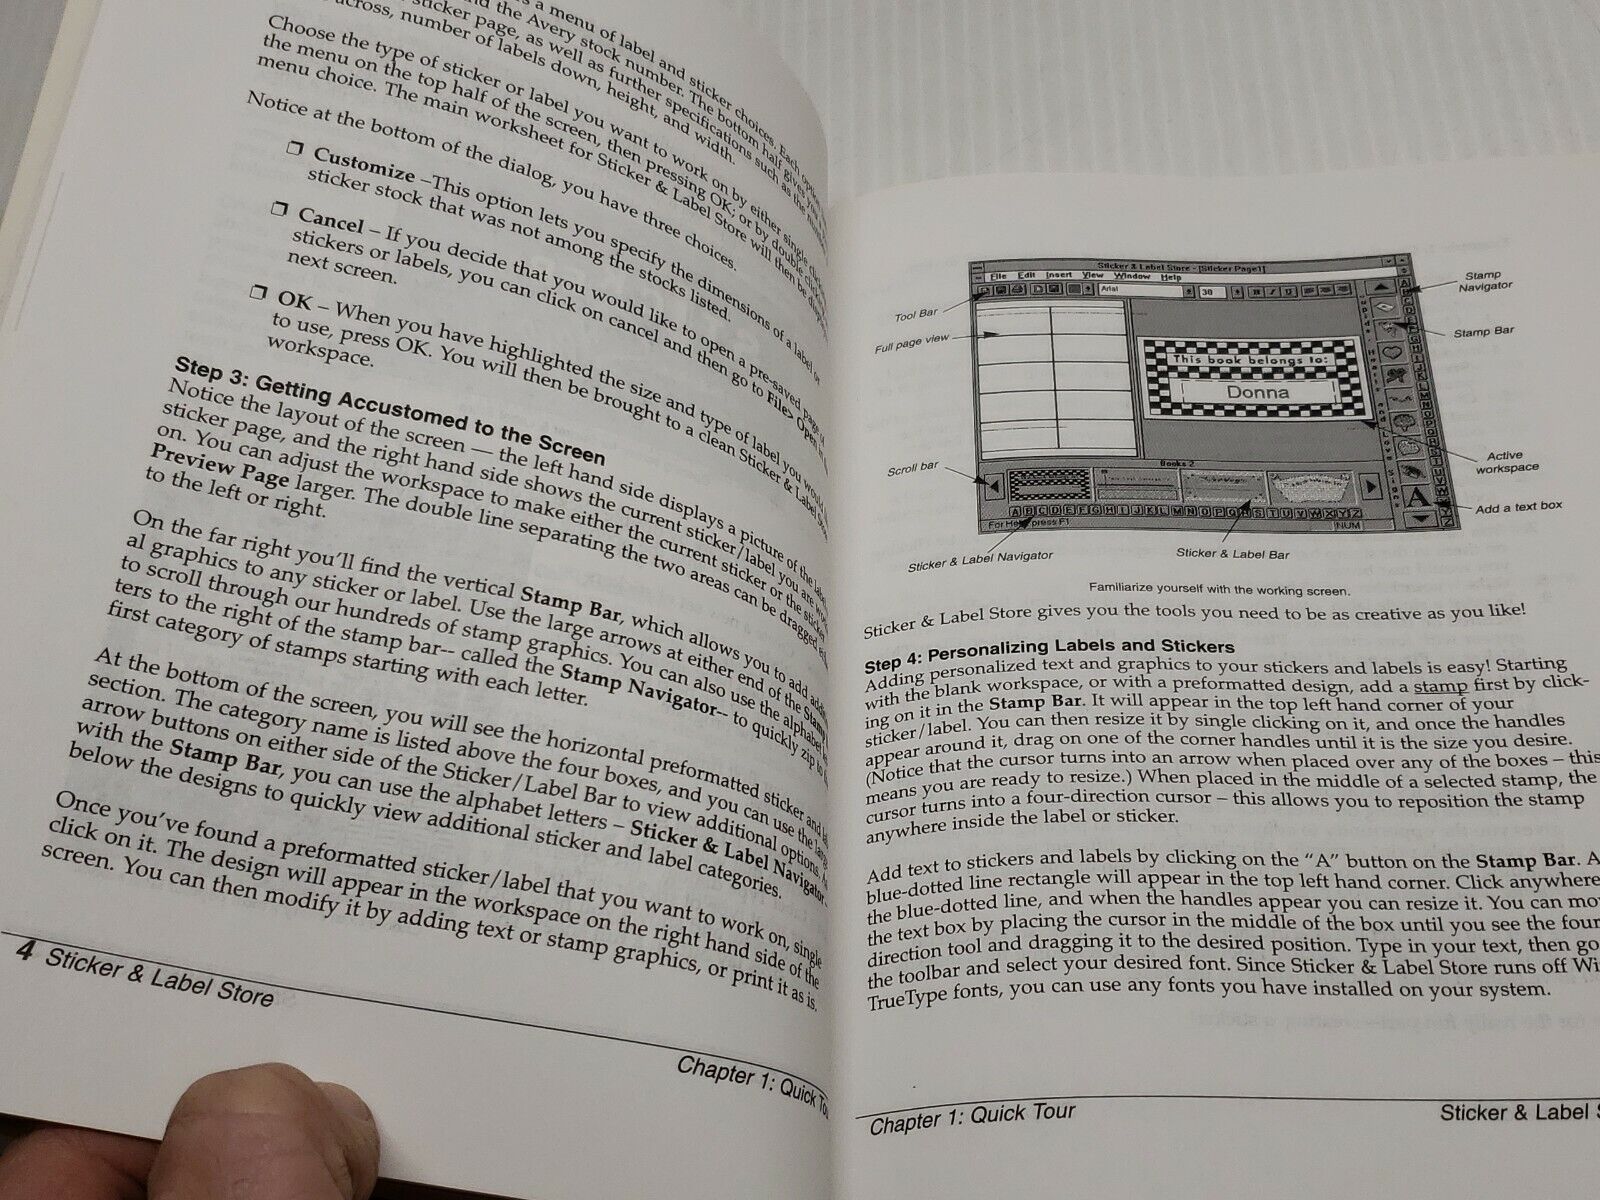 s a menu of label and sticker choices. Each option
nd the Avery stock number. The bottom half gives you
sticker page, as well as further specifications such as the number
across, number of labels down, height, and width.
Choose the type of sticker or label you want to work on by either single
the menu on the top half of the screen, then pressing OK; or by double
menu choice. The main worksheet for Sticker & Label Store will then be
Notice at the bottom of the dialog, you have three choices.
❒ Customize –This option lets you specify the dimensions of a label or
sticker stock that was not among the stocks listed.
❒ Cancel – If you decide that you would like to open a pre-saved page of
stickers or labels, you can click on cancel and then go to File> Open
next screen.
❒ OK – When you have highlighted the size and type of label you would
to use, press OK. You will then be brought to a clean Sticker & Label
workspace.
Step 3: Getting Accustomed to the Screen
Notice the layout of the screen — the left hand side displays a picture of the
sticker page, and the right hand side shows the current sticker/label you are
on. You can adjust the workspace to make either the current sticker or the sticker
Preview Page larger. The double line separating the two areas can be dragged
to the left or right.
On the far right you'll find the vertical Stamp Bar, which allows you to add
al graphics to any sticker or label. Use the large arrows at either end of the Stamp
to scroll through our hundreds of stamp graphics. You can also use the alphabet
ters to the right of the stamp bar-- called the Stamp Navigator-- to quickly zip to
first category of stamps starting with each letter.
At the bottom of the screen, you will see the horizontal preformatted sticker and
section. The category name is listed above the four boxes, and you can use the
arrow buttons on either side of the Sticker/Label Bar to view additional options.
with the Stamp Bar, you can use the alphabet letters – Sticker & Label Navigator
below the designs to quickly view additional sticker and label categories.
Once you've found a preformatted sticker/label that you want to work on, single
click on it. The design will appear in the workspace on the right hand side of the
screen. You can then modify it by adding text or stamp graphics, or print it as is.
4 Sticker & Label Store
Chapter 1: Quick
Sticker & Label Store - [Sticker Page1]
File Edit Insert View Window Help
Arial 30 B I U
Tool Bar
Full page view
Scroll bar
Stamp
Navigator
Stamp Bar
This book belongs to:
Donna
Active
workspace
Books 2
ABCDEFGHIJKLMNOPQRSTUVWXYZ
For Help press F1
NUM
A
Add a text box
Sticker & Label Navigator
Sticker & Label Bar
Familiarize yourself with the working screen.
Sticker & Label Store gives you the tools you need to be as creative as you like!
Step 4: Personalizing Labels and Stickers
Adding personalized text and graphics to your stickers and labels is easy! Starting
with the blank workspace, or with a preformatted design, add a stamp first by click-
ing on it in the Stamp Bar. It will appear in the top left hand corner of your
sticker/label. You can then resize it by single clicking on it, and once the handles
appear around it, drag on one of the corner handles until it is the size you desire.
(Notice that the cursor turns into an arrow when placed over any of the boxes – this
means you are ready to resize.) When placed in the middle of a selected stamp, the
cursor turns into a four-direction cursor – this allows you to reposition the stamp
anywhere inside the label or sticker.
Add text to stickers and labels by clicking on the "A" button on the Stamp Bar. A
blue-dotted line rectangle will appear in the top left hand corner. Click anywhere
the blue-dotted line, and when the handles appear you can resize it. You can mo
the text box by placing the cursor in the middle of the box until you see the four
direction tool and dragging it to the desired position. Type in your text, then go
the toolbar and select your desired font. Since Sticker & Label Store runs off Wi
TrueType fonts, you can use any fonts you have installed on your system.
Chapter 1: Quick Tour
Sticker & Label S